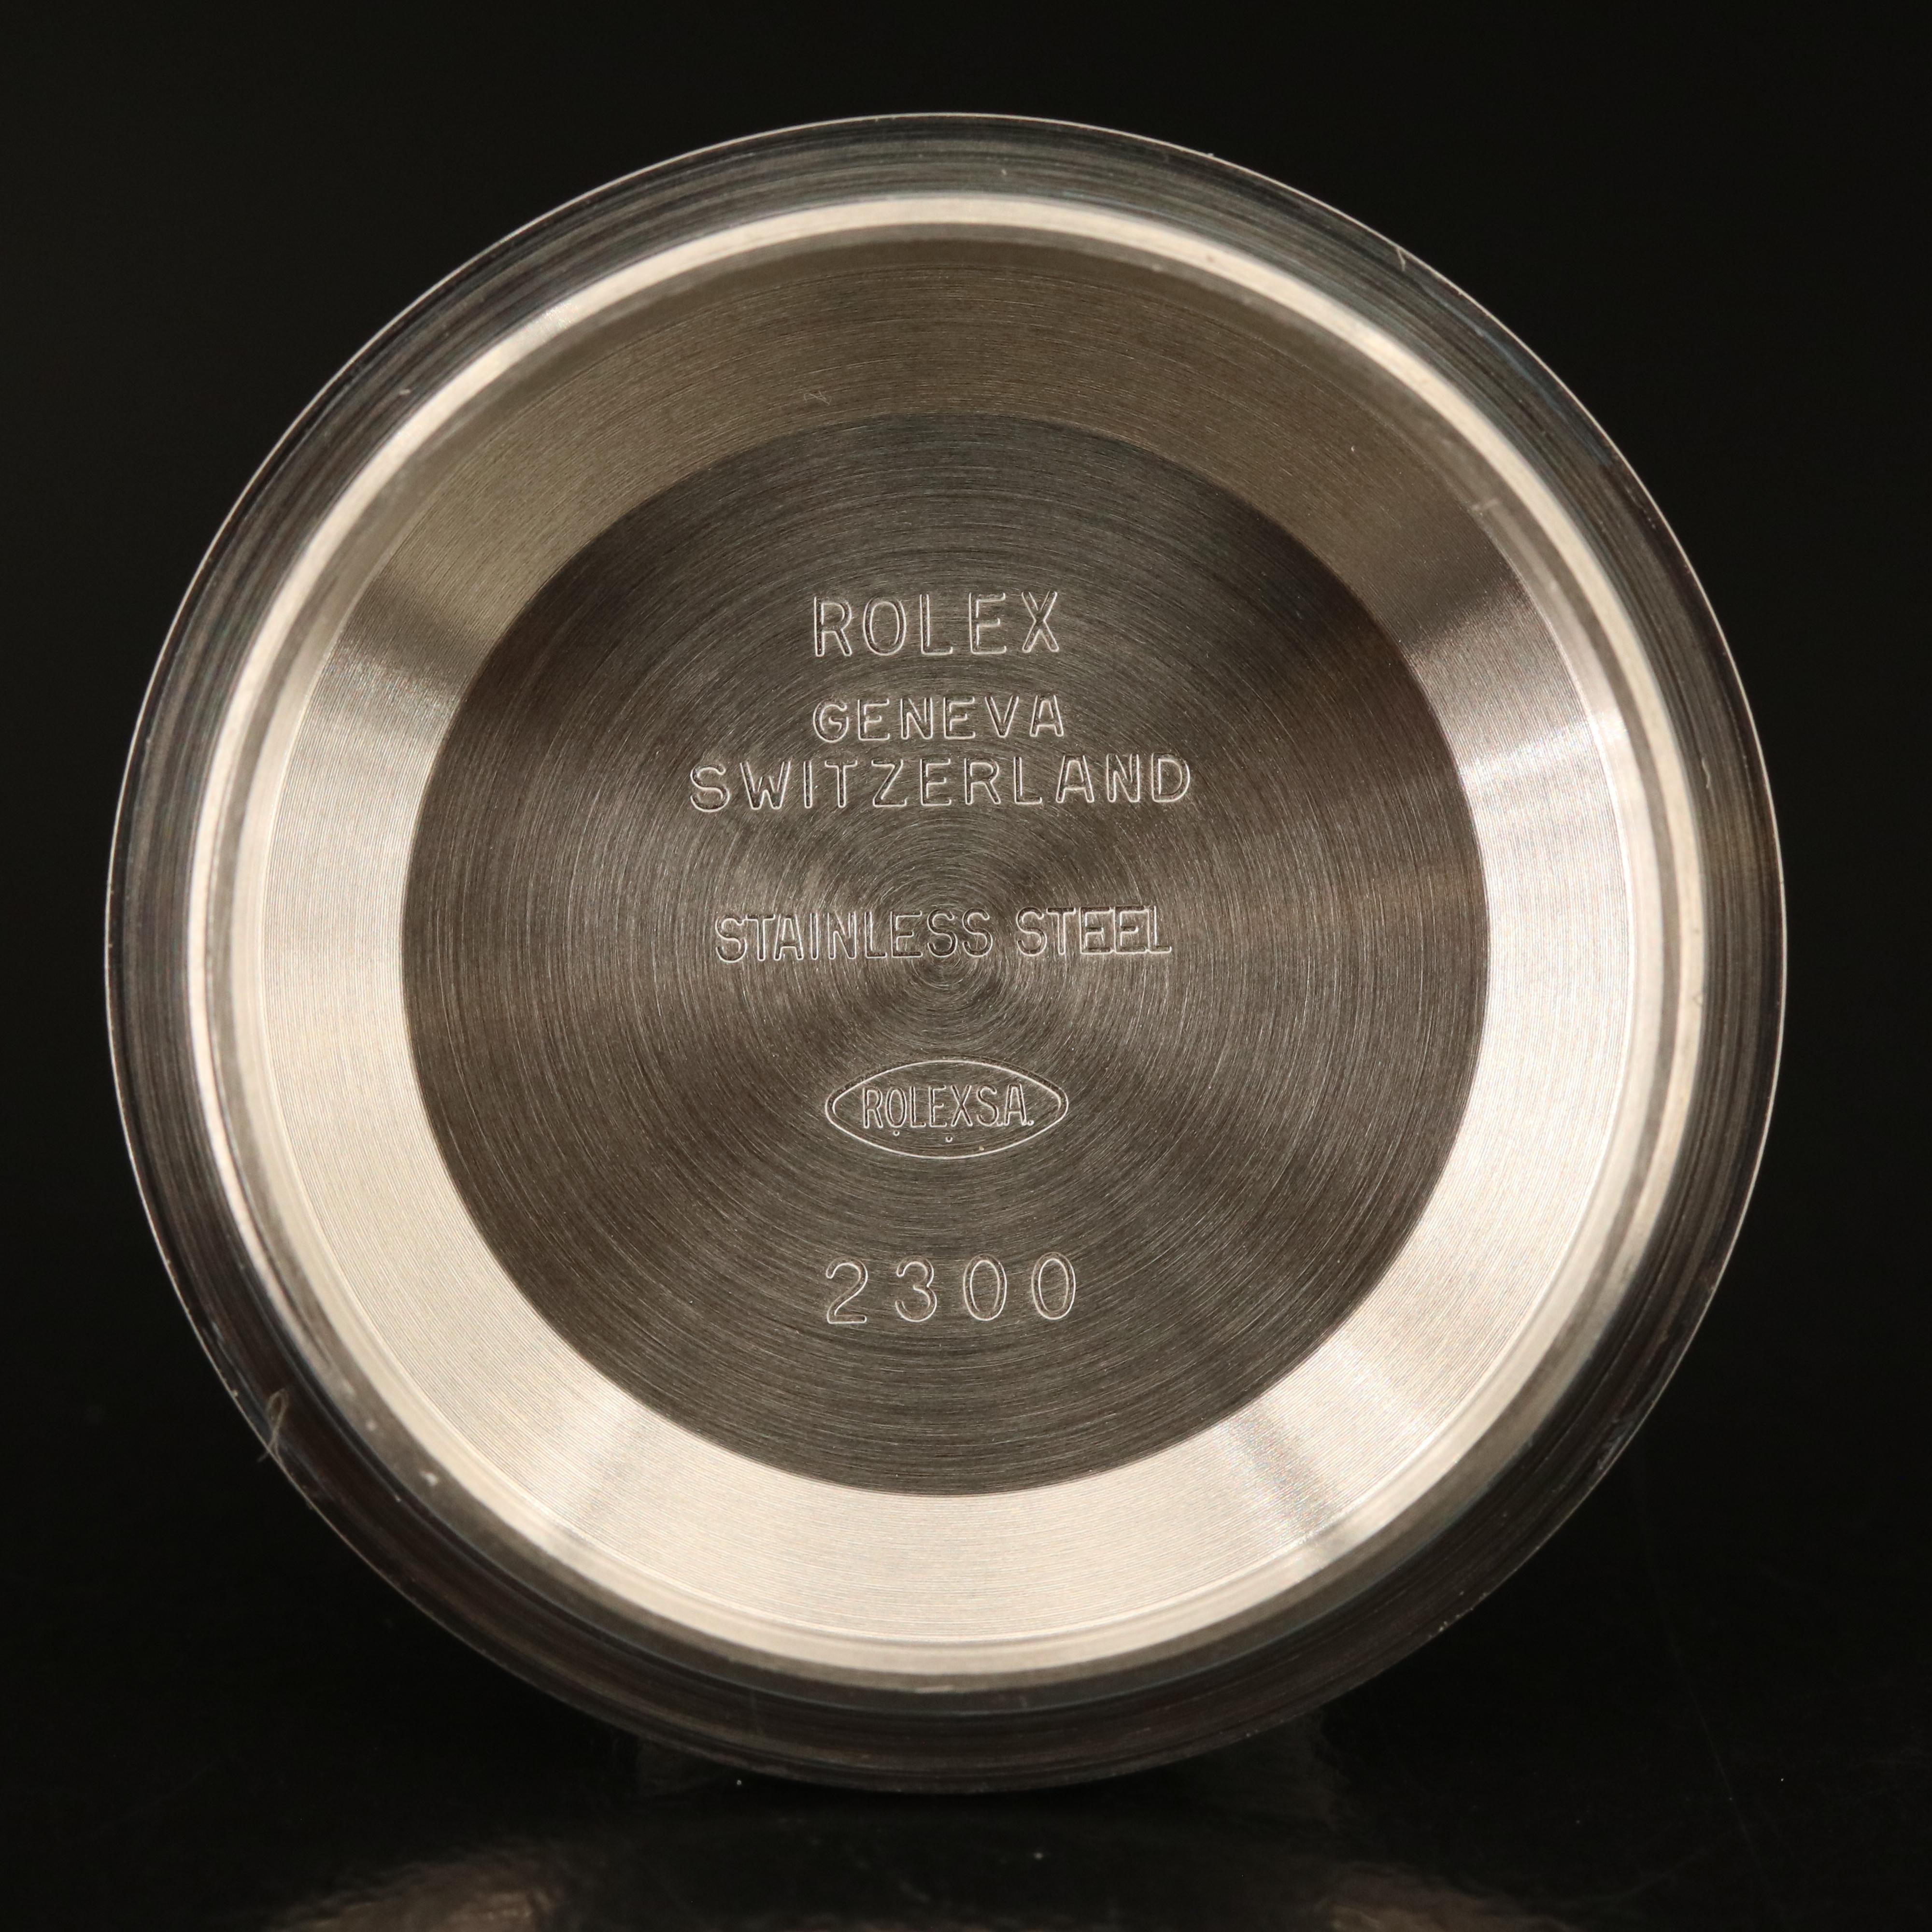 ROLEX
GENEVA
SWITZERLAND
STAINLESS STEEL
ROLEX S.A.
2300